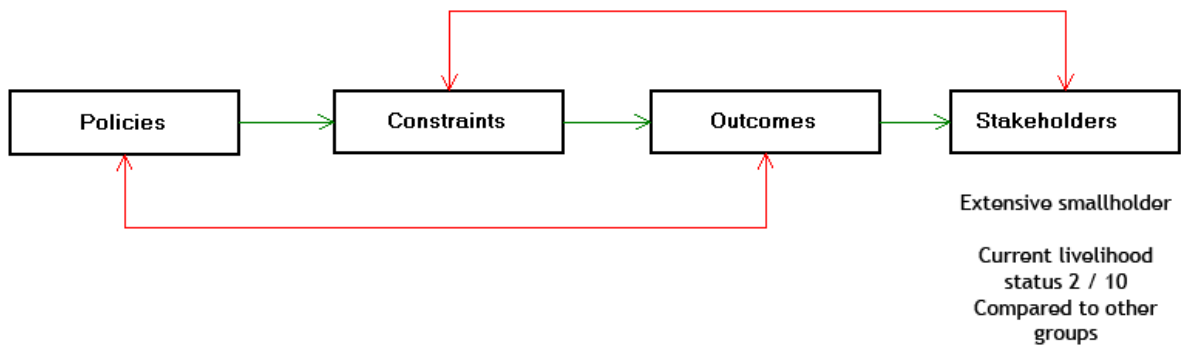 Policies
Constraints
Outcomes
Stakeholders
Extensive smallholder
Current livelihood
status 2 / 10
Compared to other
groups